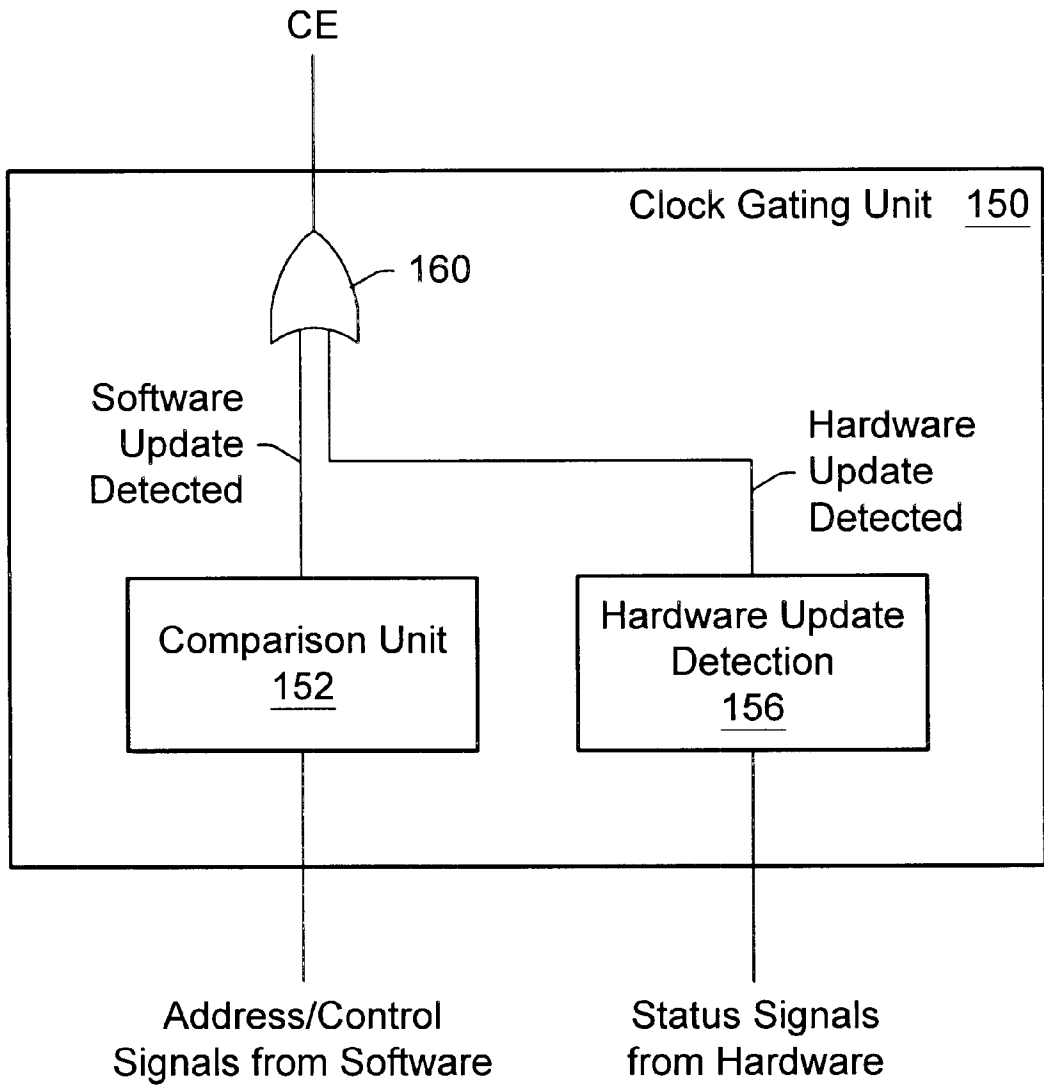 CE
Clock Gating Unit 150
160
Software
Update
Detected
Hardware
Update
Detected
Comparison Unit
152
Hardware Update
Detection
156
Address/Control
Signals from Software
Status Signals
from Hardware